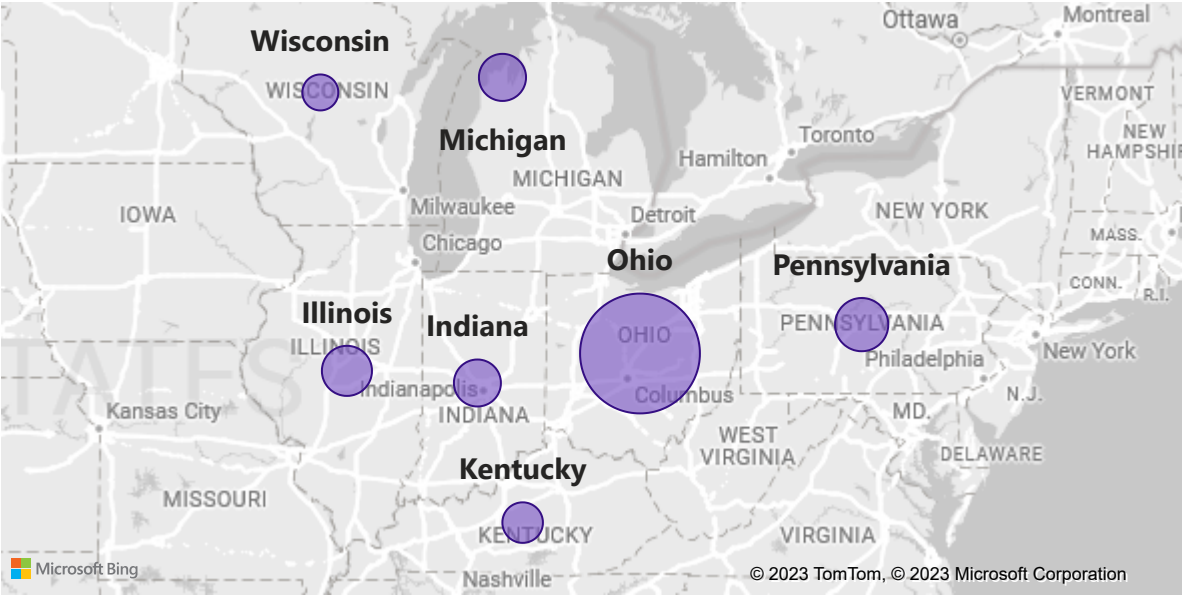 Ottawa
Montreal
Wisconsin
WISCONSIN
VERMONT
Michigan
Toronto
NEW
HAMPSHIR
Hamilton
MICHIGAN
IOWA
Milwaukee
Detroit
NEW YORK
MASS.
Chicago
Ohio
Pennsylvania
CONN.
R.I.
Illinois
Indiana
ILLINOIS
OHIO
PENNSYLVANIA
New York
TATES
Philadelphia
Indianapolis
Columbus
N.J.
Kansas City
INDIANA
MD.
WEST
VIRGINIA
DELAWARE
Kentucky
MISSOURI
KENTUCKY
VIRGINIA
Microsoft Bing
Nashville
© 2023 TomTom, © 2023 Microsoft Corporation